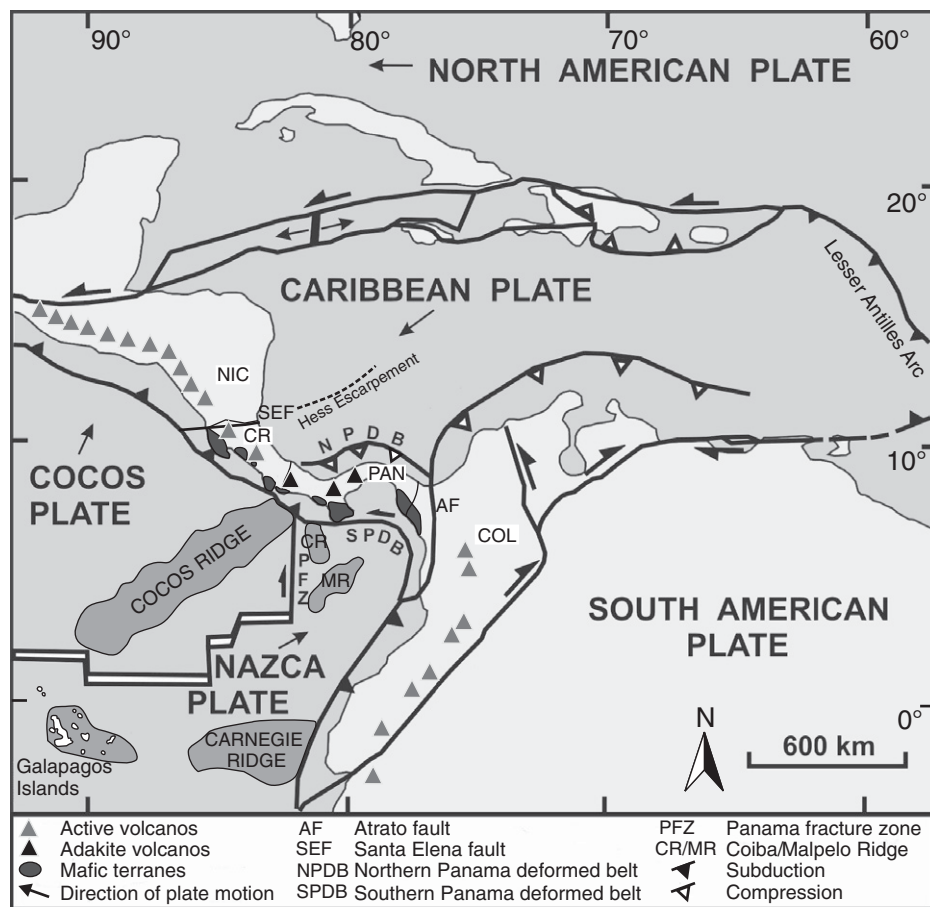 90°
80°
70°
60°
NORTH AMERICAN PLATE
20°
CARIBBEAN PLATE
Lesser Antilles Arc
NIC
Hess Escarpement
SEF
CR
N P D B
10°
COCOS
PLATE
PAN
AF
COCOS RIDGE
CR
S P D B
COL
P
F
Z
MR
SOUTH AMERICAN
PLATE
NAZCA
PLATE
N
0°
CARNEGIE
RIDGE
600 km
Galapagos
Islands
Active volcanos AF Atrato fault PFZ Panama fracture zone
Adakite volcanos SEF Santa Elena fault CR/MR Coiba/Malpelo Ridge
Mafic terranes NPDB Northern Panama deformed belt Subduction
Direction of plate motion SPDB Southern Panama deformed belt Compression